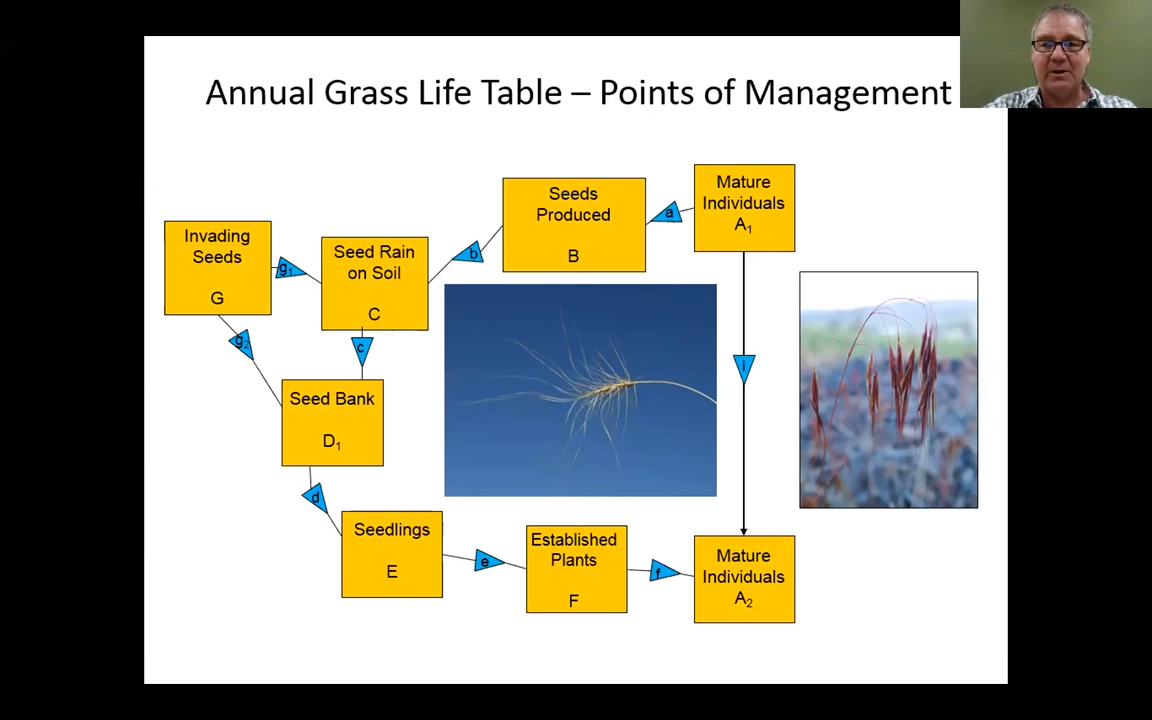 Annual Grass Life Table – Points of Management
Mature
Individuals
A₁
a
Seeds
Produced
B
b
Invading
Seeds
G
g₁
Seed Rain
on Soil
C
g₂
c
i
Seed Bank
D₁
d
Seedlings
E
e
Established
Plants
F
f
Mature
Individuals
A₂